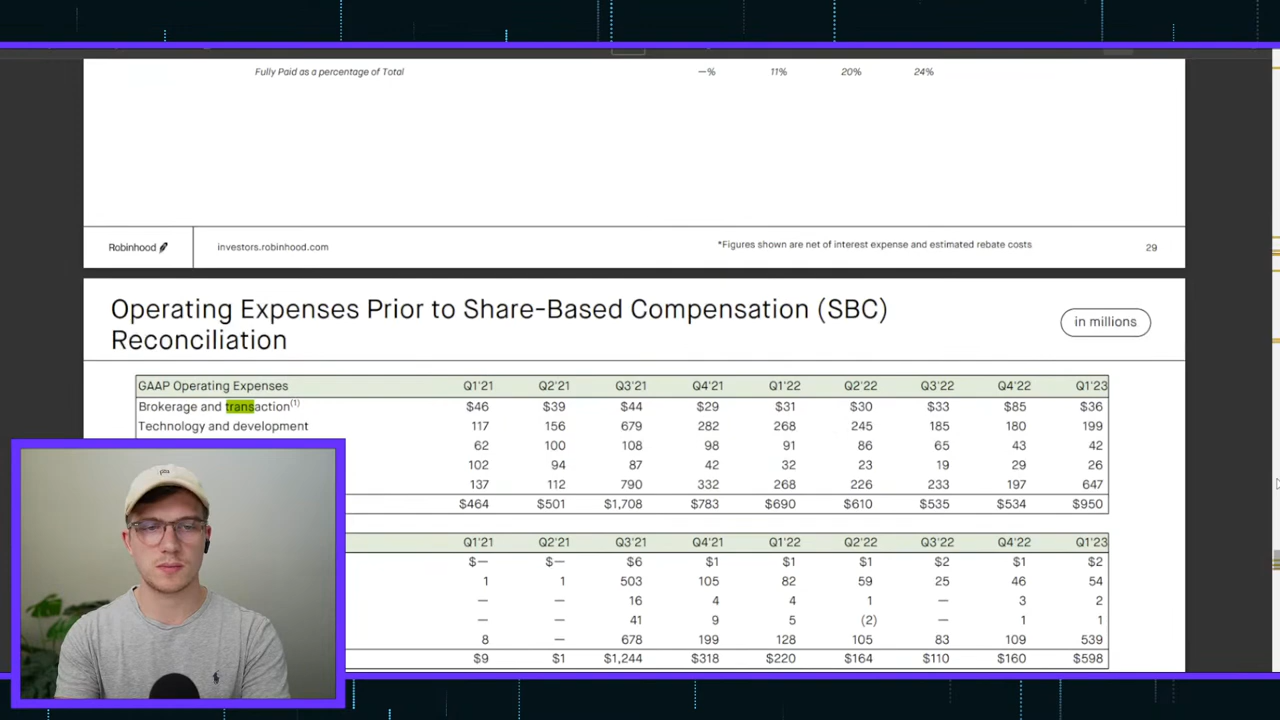 Fully Paid as a percentage of Total —% 11% 20% 24%
Robinhood investors.robinhood.com *Figures shown are net of interest expense and estimated rebate costs 29
Operating Expenses Prior to Share-Based Compensation (SBC)
Reconciliation
in millions
GAAP Operating Expenses Q1'21 Q2'21 Q3'21 Q4'21 Q1'22 Q2'22 Q3'22 Q4'22 Q1'23
Brokerage and transaction(1) $46 $39 $44 $29 $31 $30 $33 $85 $36
Technology and development 117 156 679 282 268 245 185 180 199
62 100 108 98 91 86 65 43 42
102 94 87 42 32 23 19 29 26
137 112 790 332 268 226 233 197 647
$464 $501 $1,708 $783 $690 $610 $535 $534 $950
Q1'21 Q2'21 Q3'21 Q4'21 Q1'22 Q2'22 Q3'22 Q4'22 Q1'23
$— $— $6 $1 $1 $1 $2 $1 $2
1 1 503 105 82 59 25 46 54
— — 16 4 4 1 — 3 2
— — 41 9 5 (2) — 1 1
8 — 678 199 128 105 83 109 539
$9 $1 $1,244 $318 $220 $164 $110 $160 $598